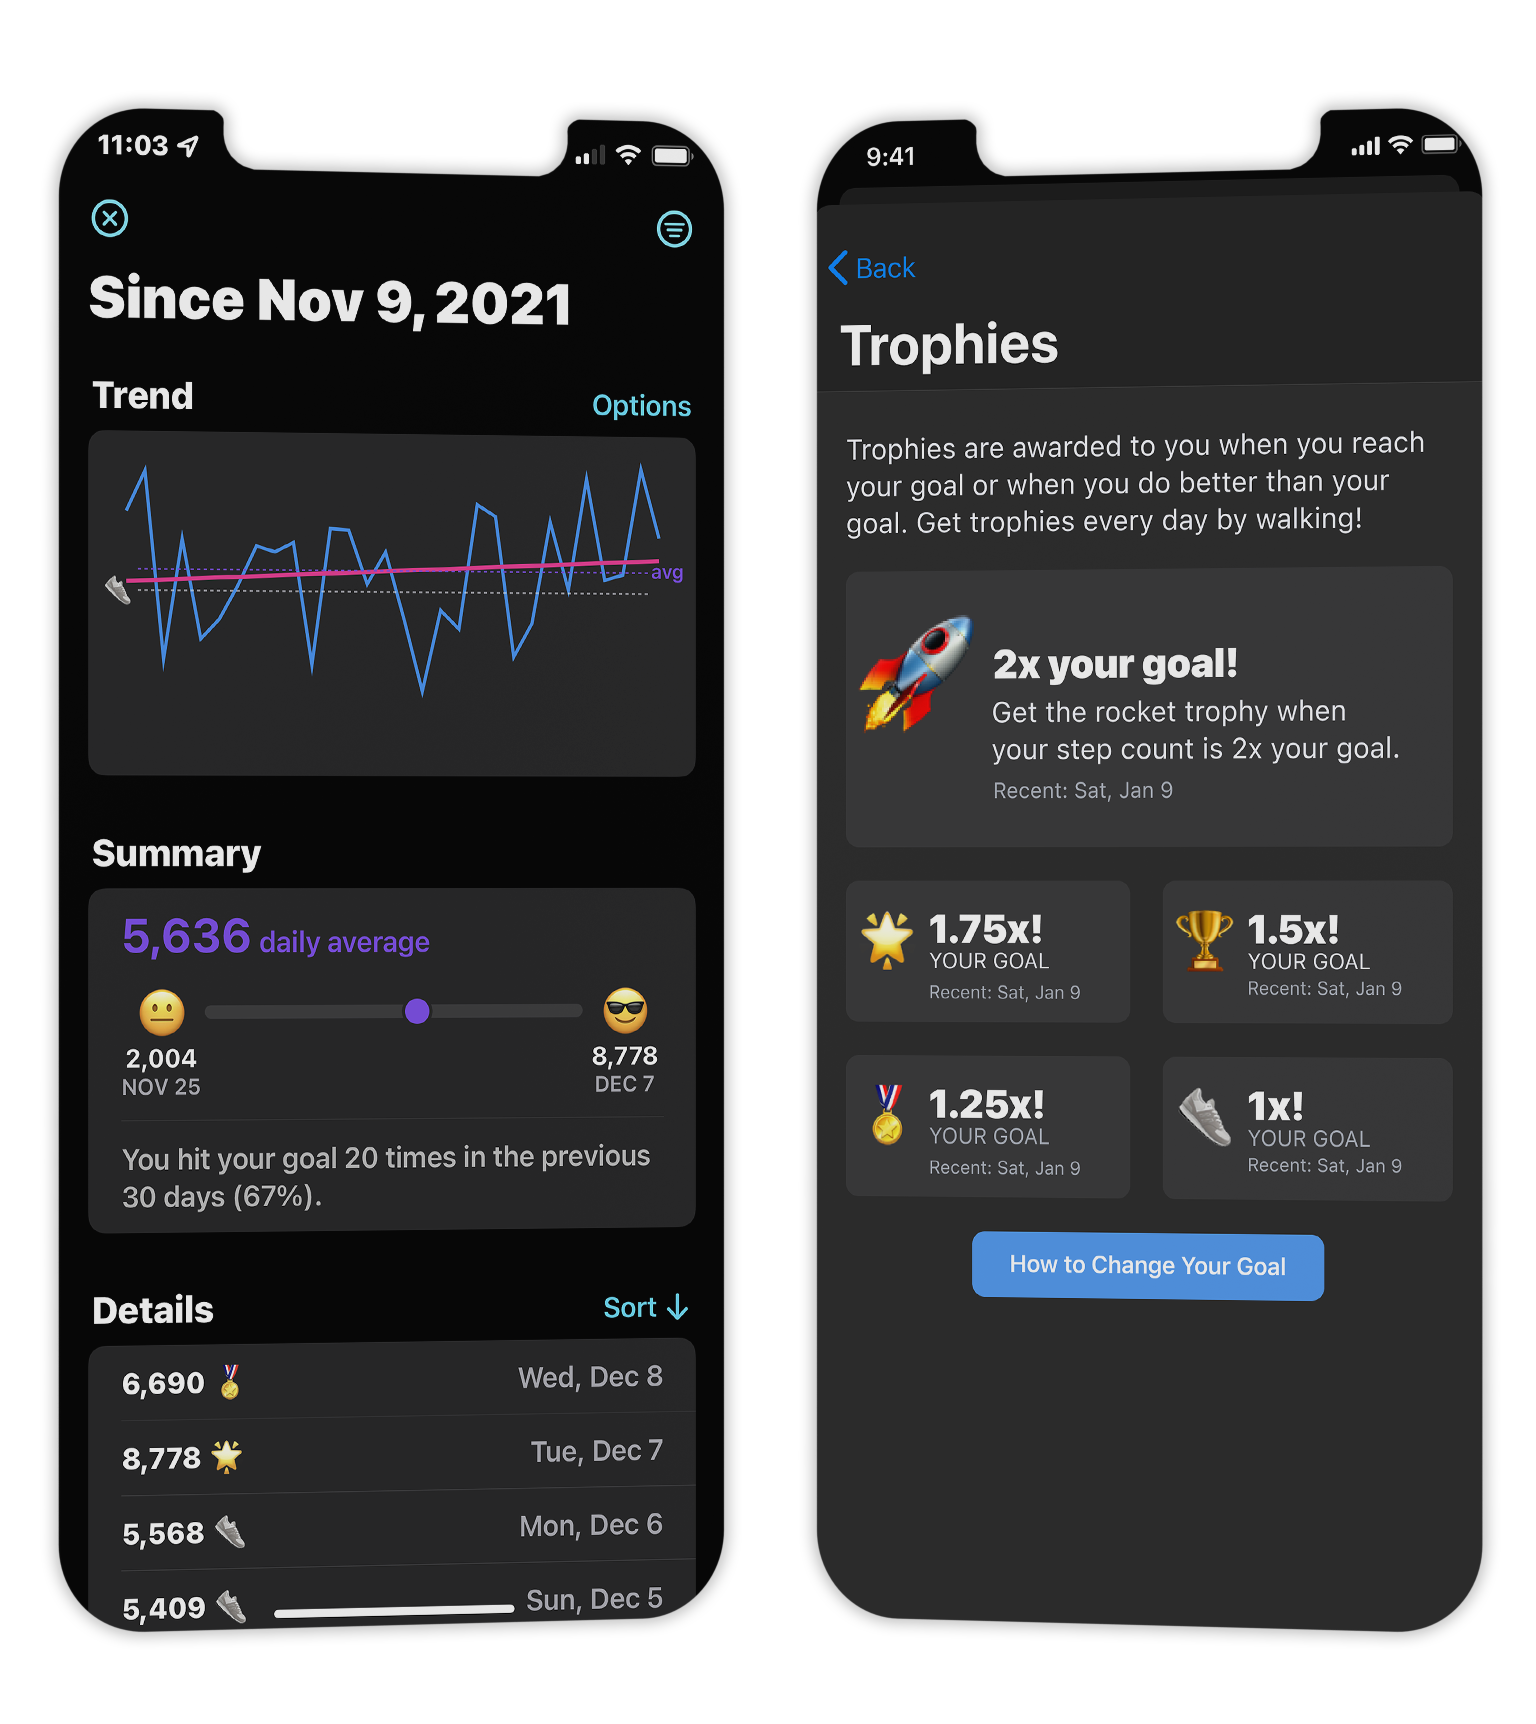 11:03
Since Nov 9, 2021
Trend
Options
avg
Summary
5,636 daily average
2,004
NOV 25
8,778
DEC 7
You hit your goal 20 times in the previous
30 days (67%).
Details
Sort ↓
6,690
Wed, Dec 8
8,778
Tue, Dec 7
5,568
Mon, Dec 6
5,409
Sun, Dec 5
9:41
Back
Trophies
Trophies are awarded to you when you reach
your goal or when you do better than your
goal. Get trophies every day by walking!
2x your goal!
Get the rocket trophy when
your step count is 2x your goal.
Recent: Sat, Jan 9
1.75x!
YOUR GOAL
Recent: Sat, Jan 9
1.5x!
YOUR GOAL
Recent: Sat, Jan 9
1.25x!
YOUR GOAL
Recent: Sat, Jan 9
1x!
YOUR GOAL
Recent: Sat, Jan 9
How to Change Your Goal